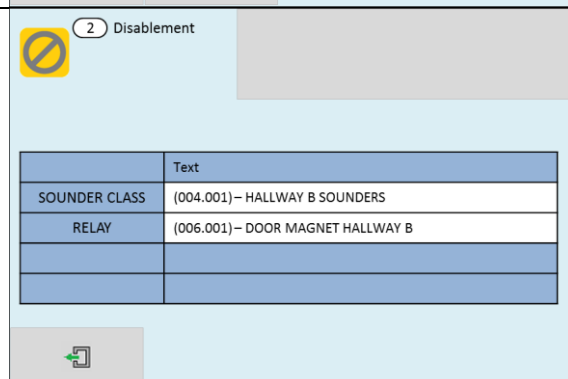 2 Disablement
Text
SOUNDER CLASS (004.001) – HALLWAY B SOUNDERS
RELAY (006.001) – DOOR MAGNET HALLWAY B